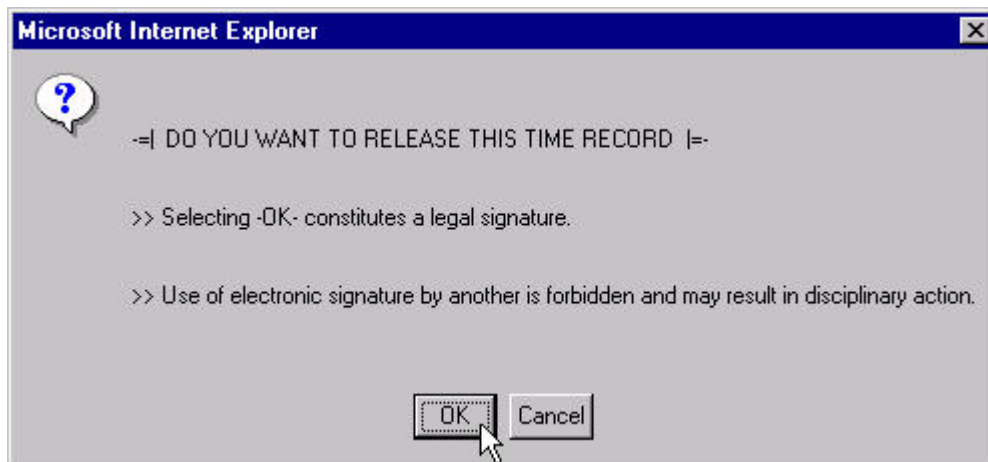 Microsoft Internet Explorer
-=| DO YOU WANT TO RELEASE THIS TIME RECORD |=-
>> Selecting -OK- constitutes a legal signature.
>> Use of electronic signature by another is forbidden and may result in disciplinary action.
OK Cancel